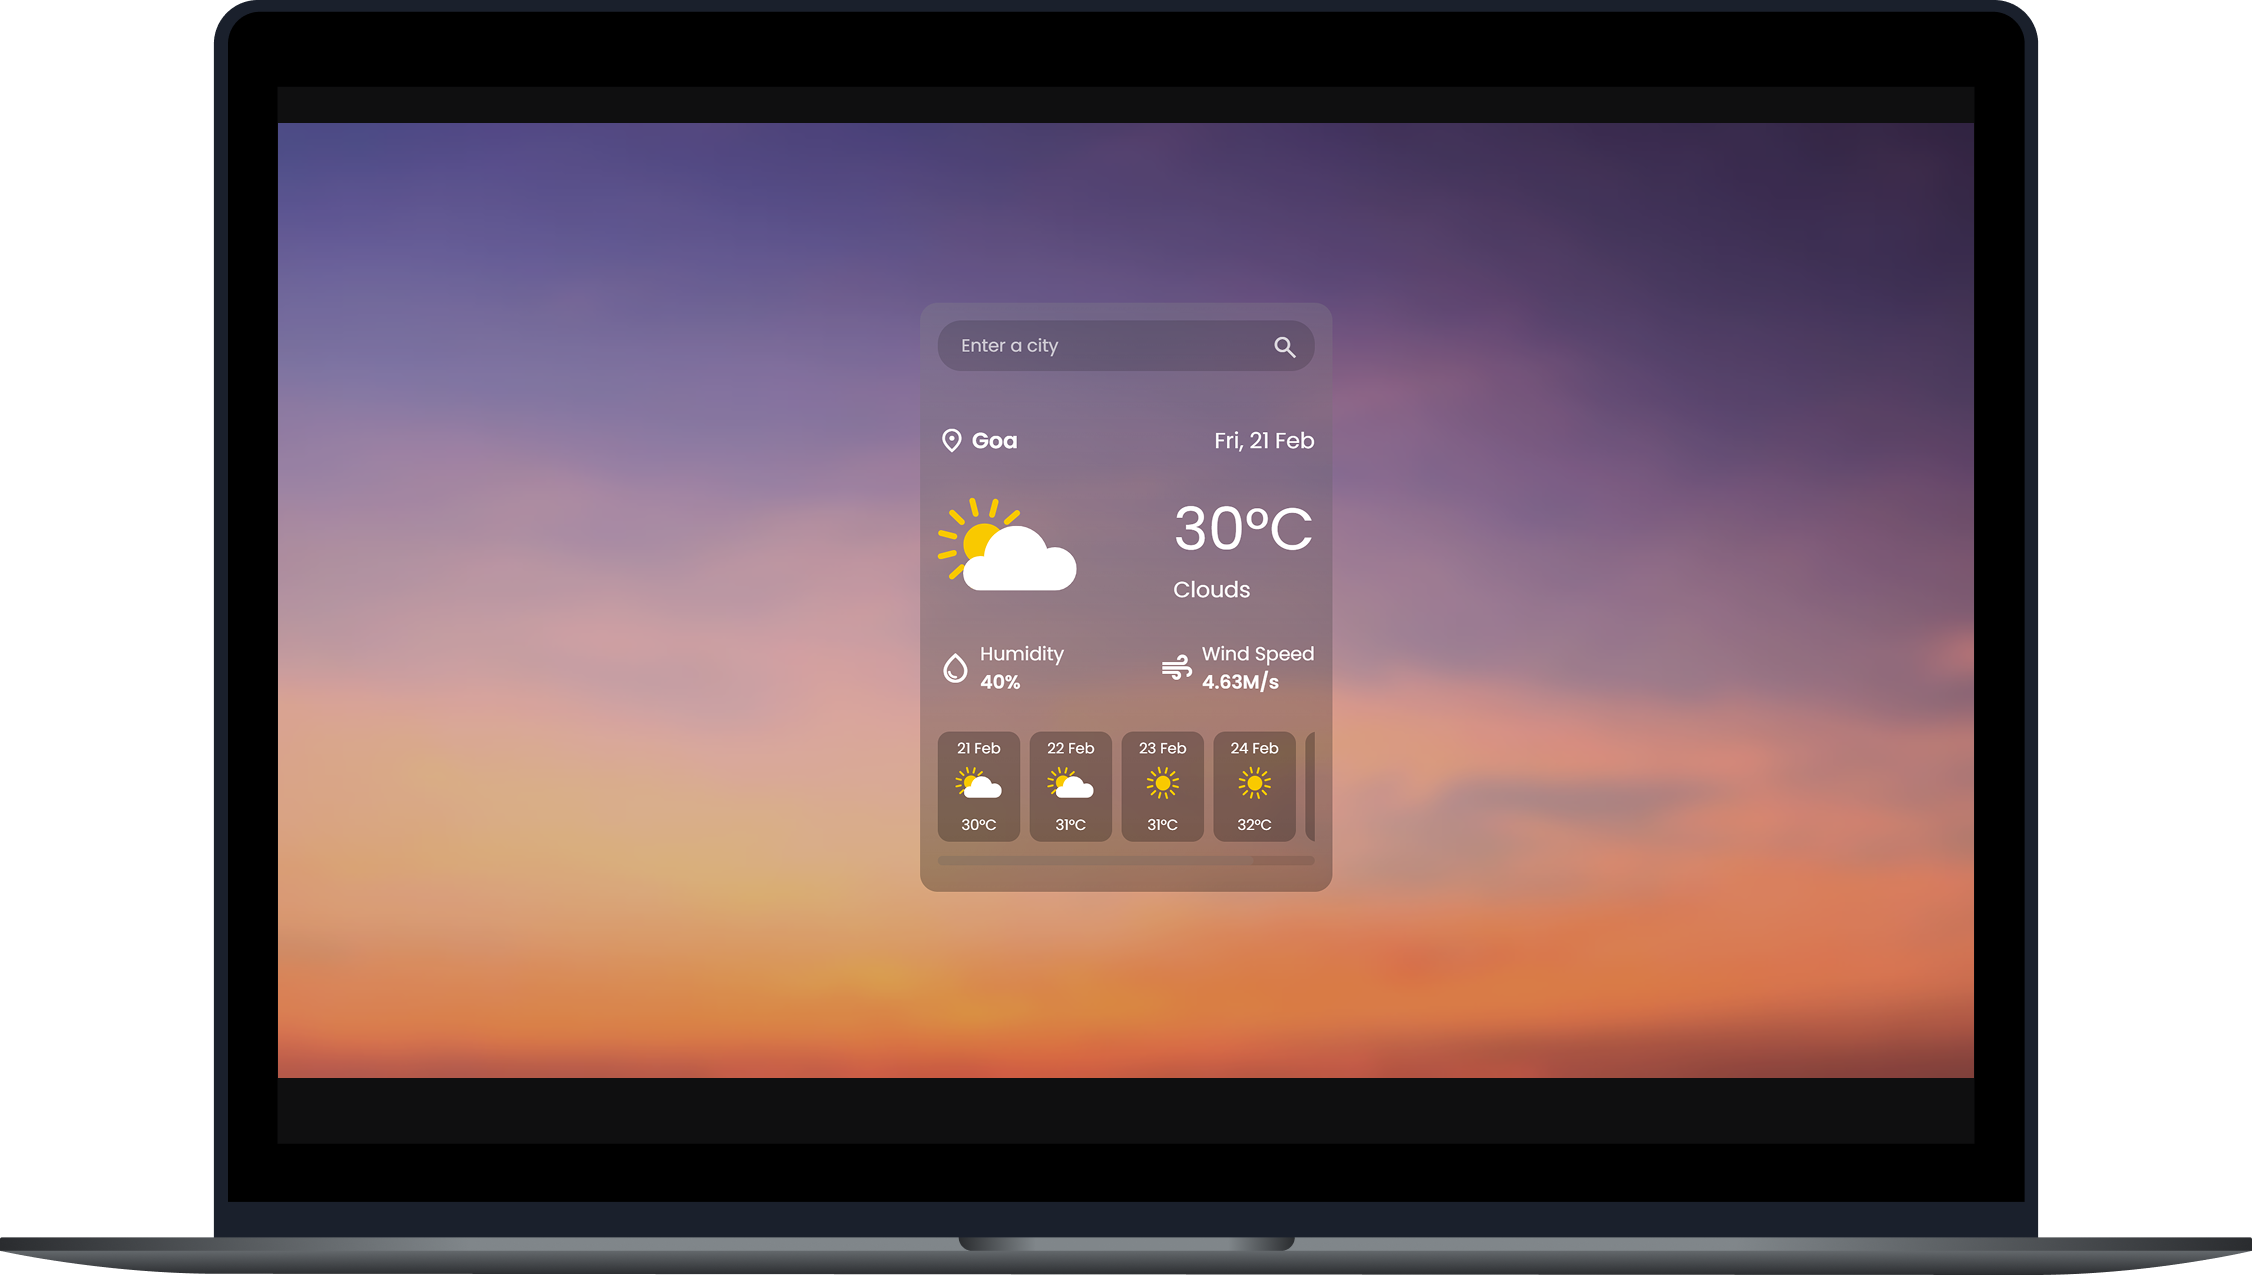 Enter a city
Goa
Fri, 21 Feb
30°C
Clouds
Humidity
40%
Wind Speed
4.63M/s
21 Feb
30°C
22 Feb
31°C
23 Feb
31°C
24 Feb
32°C